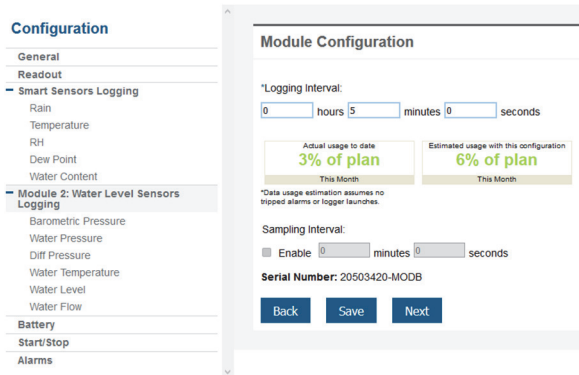 Configuration
General
Readout
Smart Sensors Logging
Rain
Temperature
RH
Dew Point
Water Content
Module 2: Water Level Sensors
Logging
Barometric Pressure
Water Pressure
Diff Pressure
Water Temperature
Water Level
Water Flow
Battery
Start/Stop
Alarms
Module Configuration
*Logging Interval:
0 hours 5 minutes 0 seconds
Actual usage to date
3% of plan
This Month
Estimated usage with this configuration
6% of plan
This Month
*Data usage estimation assumes no
tripped alarms or logger launches.
Sampling Interval:
Enable 0 minutes 0 seconds
Serial Number: 20503420-MODB
Back Save Next